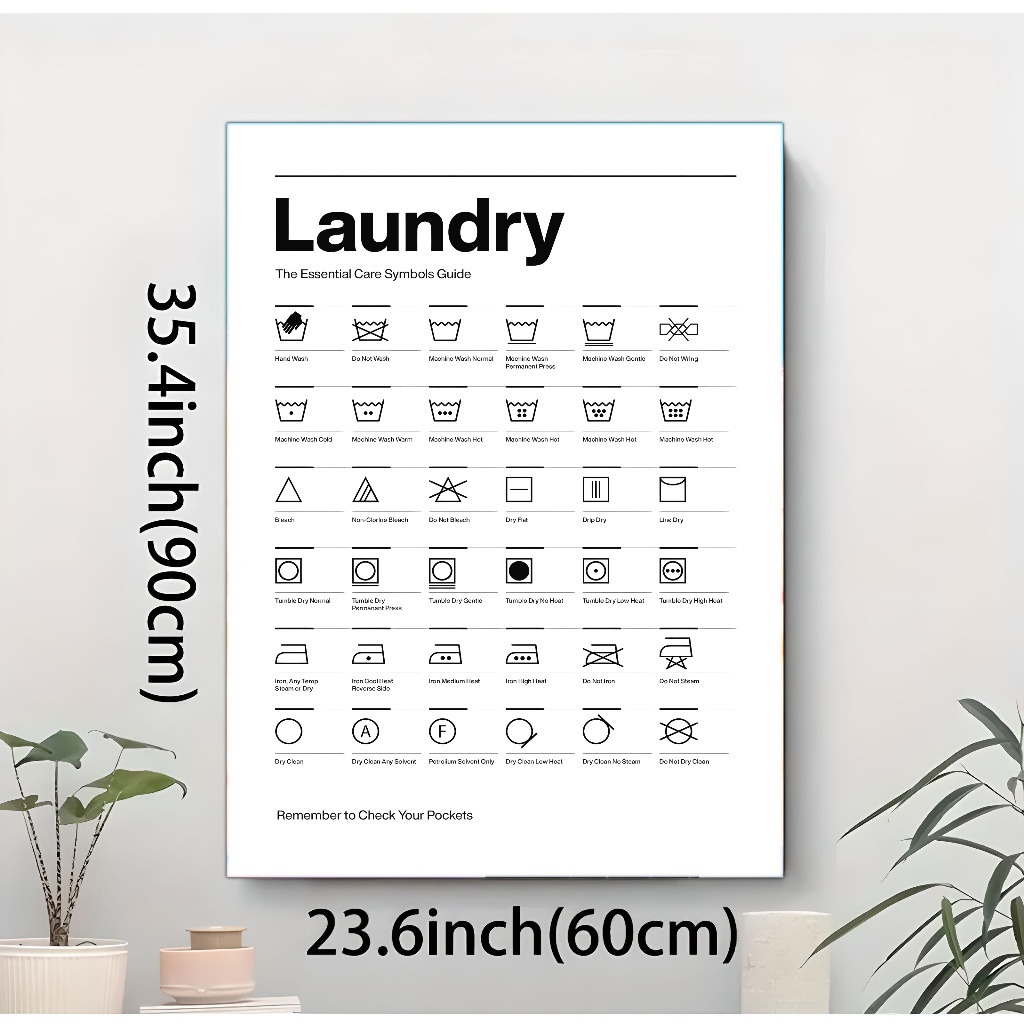 Laundry
The Essential Care Symbols Guide
Hand Wash
Do Not Wash
Machine Wash Normal
Machine Wash
Permanent Press
Machine Wash Gentle
Do Not Wring
Machine Wash Cold
Machine Wash Warm
Machine Wash Hot
Machine Wash Hot
Machine Wash Hot
Machine Wash Hot
Bleach
Non-Clorine Bleach
Do Not Bleach
Dry Flat
Drip Dry
Line Dry
Tumble Dry Normal
Tumble Dry
Permanant Press
Tumble Dry Gentle
Tumble Dry No Heat
Tumble Dry Low Heat
Tumble Dry High Heat
Iron, Any Temp
Steam or Dry
Iron Cool Heat
Reverse Side
Iron Medium Heat
Iron High Heat
Do Not Iron
Do Not Steam
A
F
Dry Clean
Dry Clean Any Solvent
Petrolium Solvent Only
Dry Clean Low Heat
Dry Clean No Steam
Do Not Dry Clean
Remember to Check Your Pockets
35.4inch(90cm)
23.6inch(60cm)